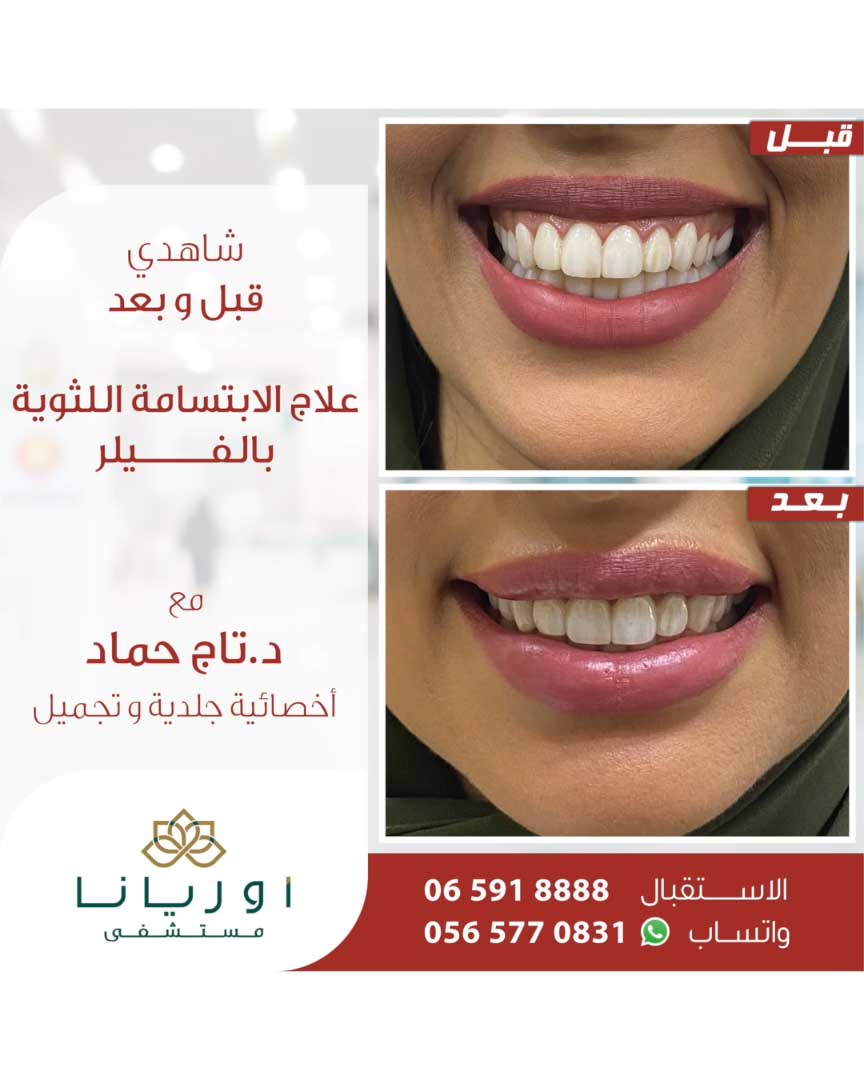 شاهدي
قبل و بعد
علاج الابتسامة اللثوية
بالفيلر
مع
د.تاج حماد
أخصائية جلدية و تجميل
اوريانا
مستشفى
قبل
بعد
الاستقبال 06 591 8888
واتساب 056 577 0831